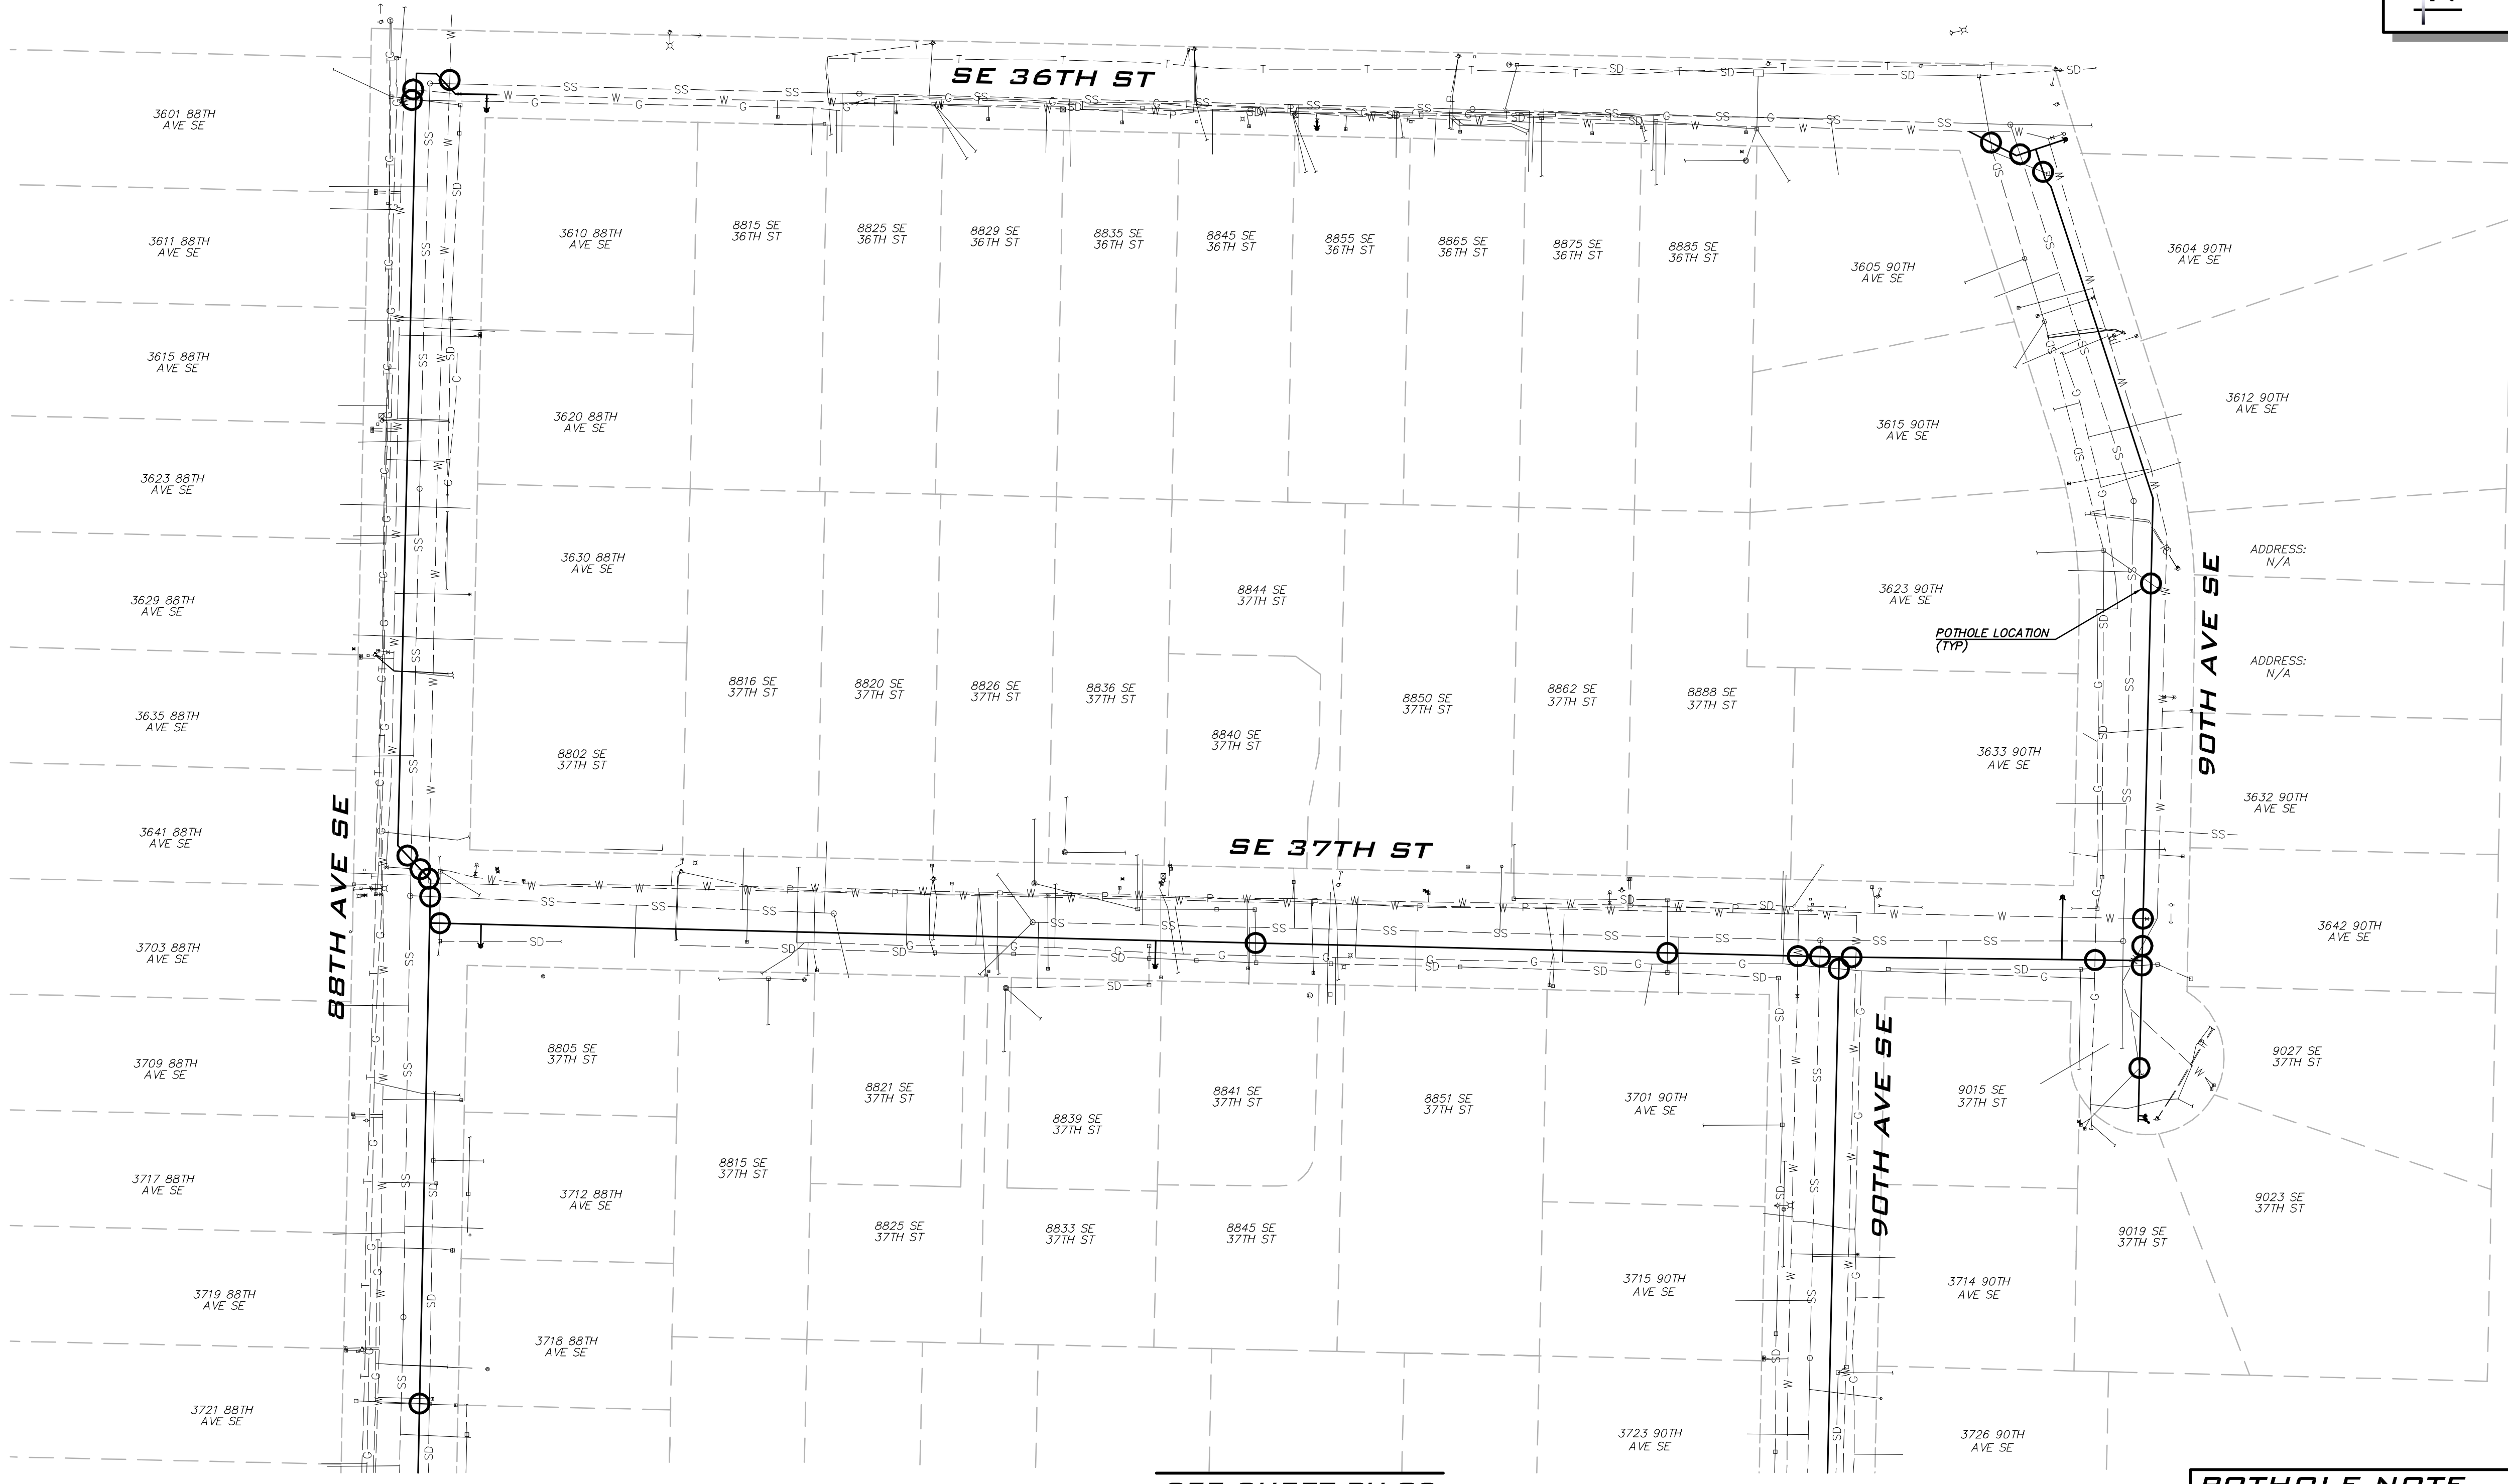 SE 36TH ST
3601 88TH
AVE SE
3611 88TH
AVE SE
3610 88TH
AVE SE
8815 SE
36TH ST
8825 SE
36TH ST
8829 SE
36TH ST
8835 SE
36TH ST
8845 SE
36TH ST
8855 SE
36TH ST
8865 SE
36TH ST
8875 SE
36TH ST
8885 SE
36TH ST
3605 90TH
AVE SE
3604 90TH
AVE SE
3615 88TH
AVE SE
3620 88TH
AVE SE
3615 90TH
AVE SE
3612 90TH
AVE SE
3623 88TH
AVE SE
3630 88TH
AVE SE
8844 SE
37TH ST
3623 90TH
AVE SE
ADDRESS:
N/A
3629 88TH
AVE SE
POTHOLE LOCATION
(TYP)
90TH AVE SE
ADDRESS:
N/A
3635 88TH
AVE SE
8802 SE
37TH ST
8816 SE
37TH ST
8820 SE
37TH ST
8826 SE
37TH ST
8836 SE
37TH ST
8840 SE
37TH ST
8850 SE
37TH ST
8862 SE
37TH ST
8888 SE
37TH ST
3633 90TH
AVE SE
3632 90TH
AVE SE
3641 88TH
AVE SE
88TH AVE SE
SE 37TH ST
3703 88TH
AVE SE
3642 90TH
AVE SE
3709 88TH
AVE SE
8805 SE
37TH ST
8821 SE
37TH ST
8839 SE
37TH ST
8841 SE
37TH ST
8851 SE
37TH ST
3701 90TH
AVE SE
90TH AVE SE
9015 SE
37TH ST
9027 SE
37TH ST
3717 88TH
AVE SE
3712 88TH
AVE SE
8815 SE
37TH ST
8825 SE
37TH ST
8833 SE
37TH ST
8845 SE
37TH ST
9019 SE
37TH ST
9023 SE
37TH ST
3719 88TH
AVE SE
3718 88TH
AVE SE
3715 90TH
AVE SE
3714 90TH
AVE SE
3721 88TH
AVE SE
3723 90TH
AVE SE
3726 90TH
AVE SE
POTHOLE NOTE